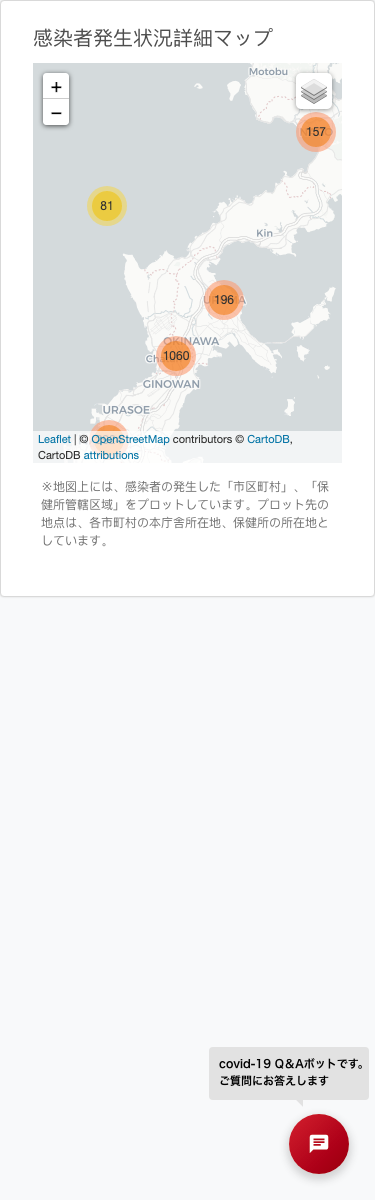 感染者発生状況詳細マップ
Motobu
+
−
157
81
Kin
196
OKINAWA
1060
GINOWAN
URASOE
Leaflet | © OpenStreetMap contributors © CartoDB,
CartoDB attributions
※地図上には、感染者の発生した「市区町村」、「保
健所管轄区域」をプロットしています。プロット先の
地点は、各市町村の本庁舎所在地、保健所の所在地と
しています。
covid-19 Q&Aボットです。
ご質問にお答えします